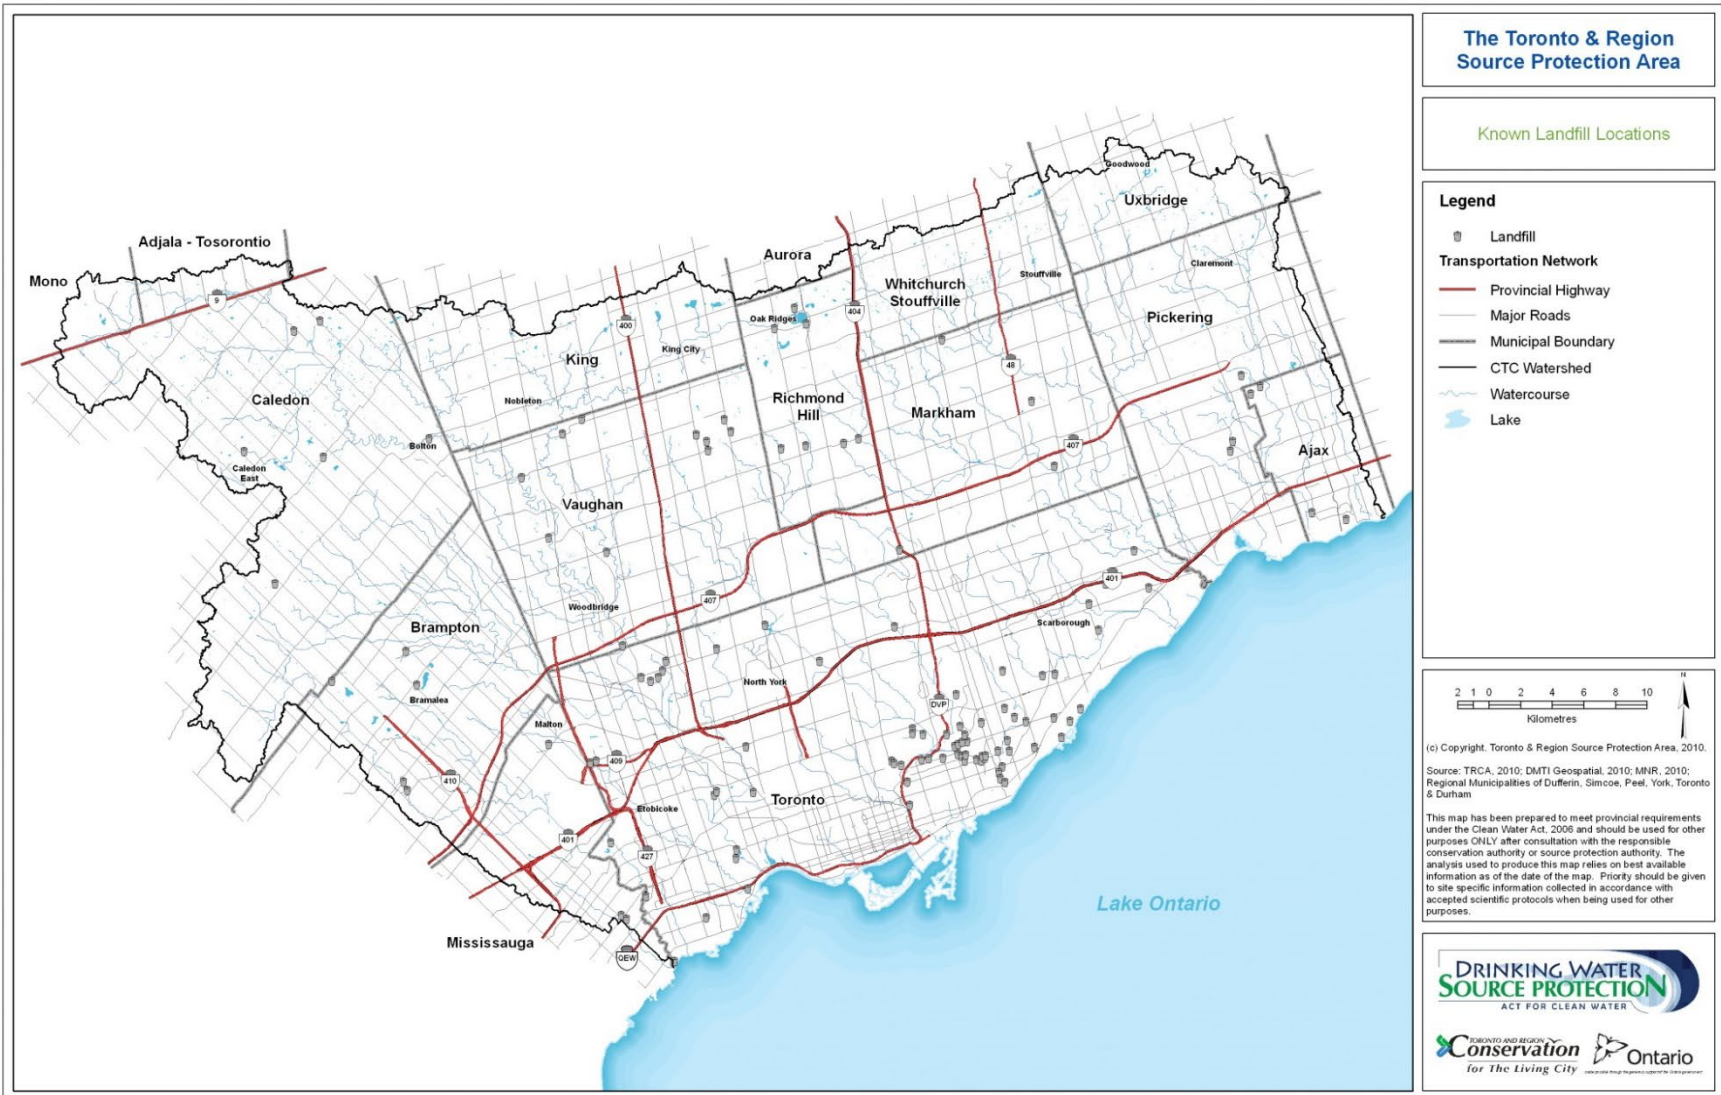 The Toronto & Region
Source Protection Area
Known Landfill Locations
Legend
Landfill
Transportation Network
Provincial Highway
Major Roads
Municipal Boundary
CTC Watershed
Watercourse
Lake
2 1 0 2 4 6 8 10
Kilometres
N
(c) Copyright. Toronto & Region Source Protection Area, 2010.
Source: TRCA, 2010; DMTI Geospatial, 2010; MNR, 2010;
Regional Municipalities of Dufferin, Simcoe, Peel, York, Toronto
& Durham
This map has been prepared to meet provincial requirements
under the Clean Water Act, 2006 and should be used for other
purposes ONLY after consultation with the responsible
conservation authority or source protection authority. The
analysis used to produce this map relies on best available
information as of the date of the map. Priority should be given
to site specific information collected in accordance with
accepted scientific protocols when being used for other
purposes.
DRINKING WATER
SOURCE PROTECTION
ACT FOR CLEAN WATER
TORONTO AND REGION
Conservation
for The Living City
Ontario
Goodwood
Uxbridge
Adjala - Tosorontio
Mono
9
Aurora
Claremont
Stouffville
Whitchurch
Stouffville
Oak Ridges
404
400
Pickering
King City
King
48
Caledon
Nobleton
Richmond
Hill
Markham
Bolton
407
Ajax
Caledon
East
Vaughan
401
407
Woodbridge
Scarborough
Brampton
North York
Bramalea
DVP
Malton
409
410
Toronto
Etobicoke
401
427
Lake Ontario
Mississauga
QEW